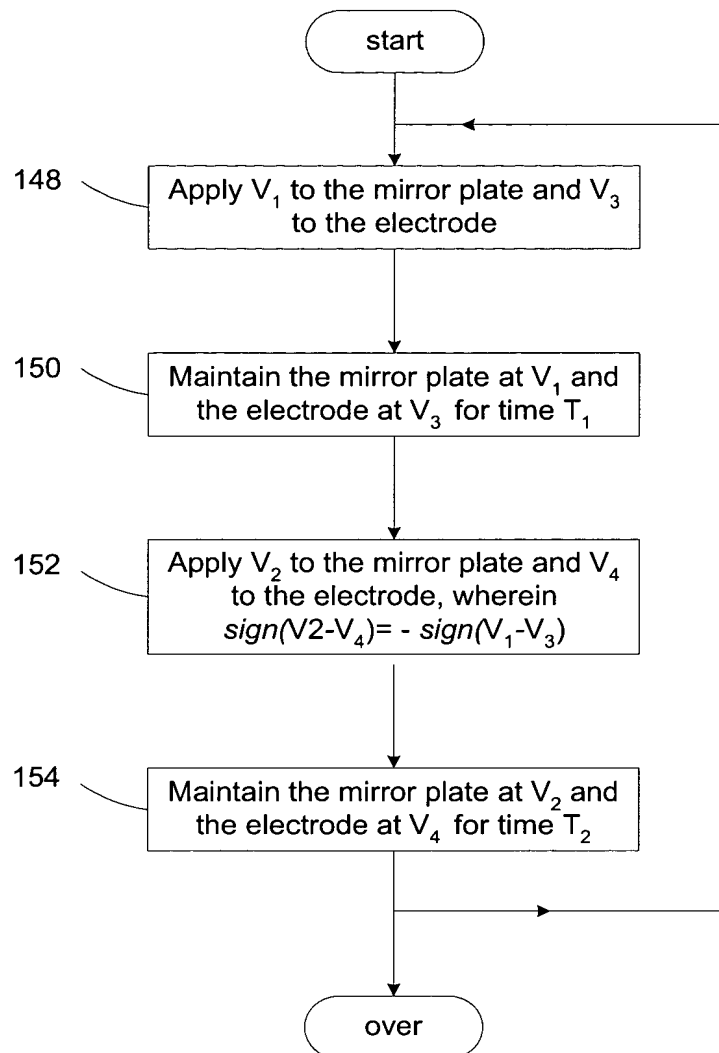 start
148
Apply V₁ to the mirror plate and V₃
to the electrode
150
Maintain the mirror plate at V₁ and
the electrode at V₃ for time T₁
152
Apply V₂ to the mirror plate and V₄
to the electrode, wherein
sign(V2-V₄)= - sign(V₁-V₃)
154
Maintain the mirror plate at V₂ and
the electrode at V₄ for time T₂
over